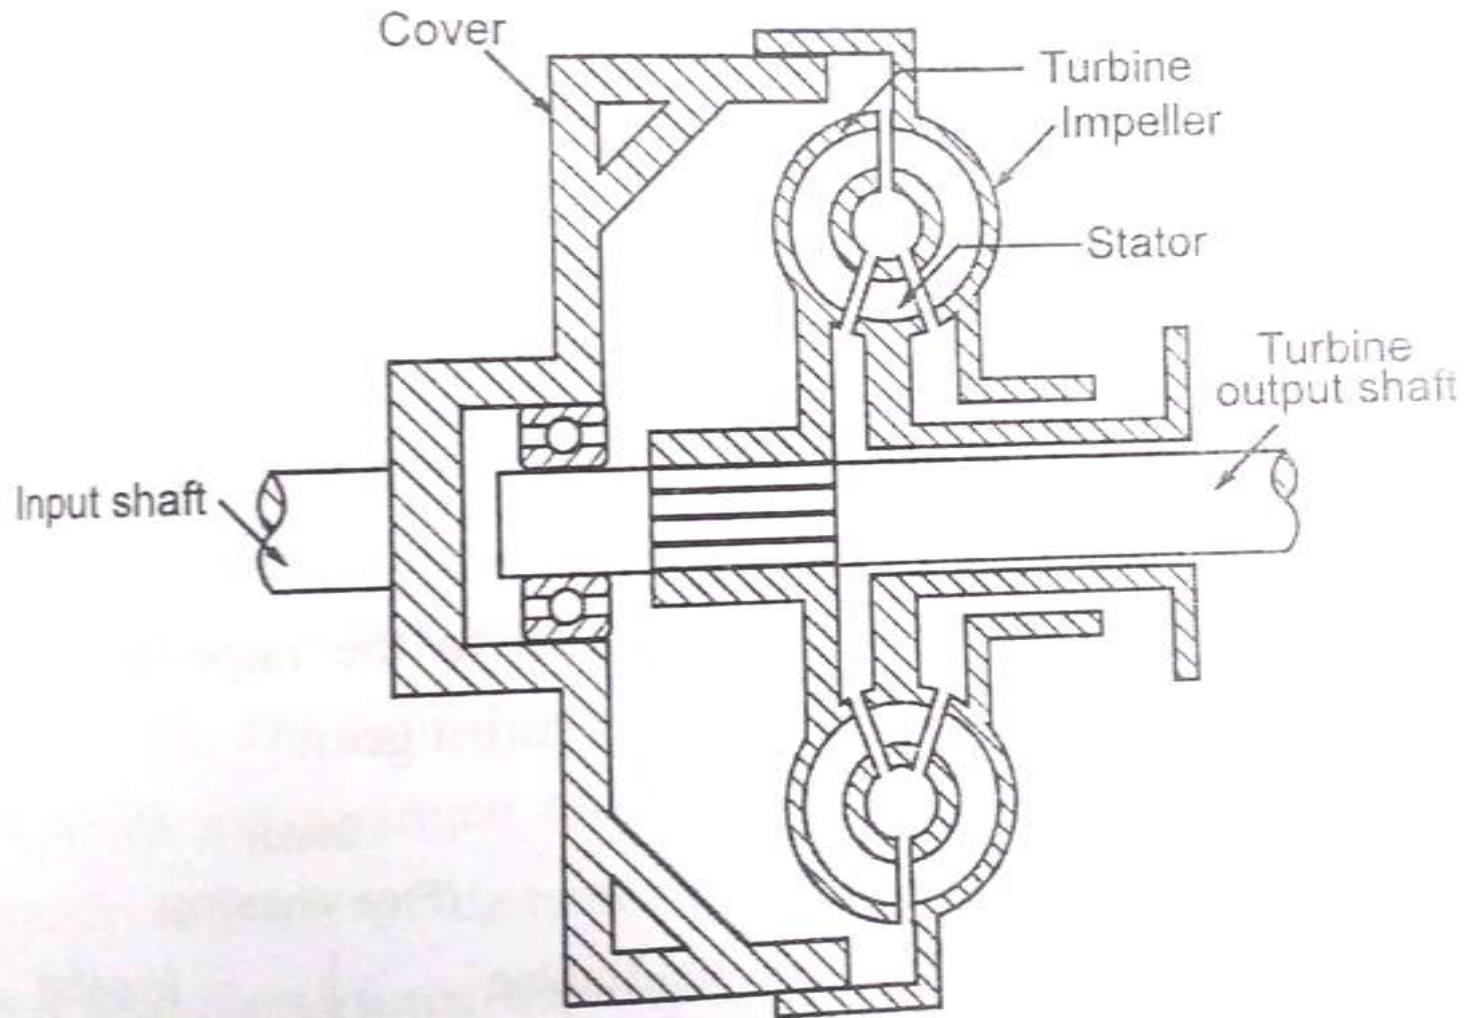 Cover
Turbine
Impeller
Stator
Turbine
output shaft
Input shaft